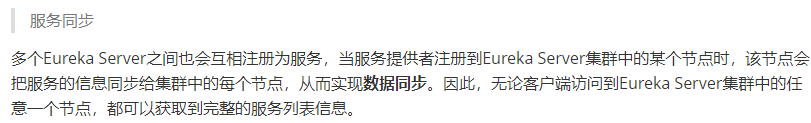 服务同步
多个Eureka Server之间也会互相注册为服务，当服务提供者注册到Eureka Server集群中的某个节点时，该节点会
把服务的信息同步给集群中的每个节点，从而实现数据同步。因此，无论客户端访问到Eureka Server集群中的任
意一个节点，都可以获取到完整的服务列表信息。